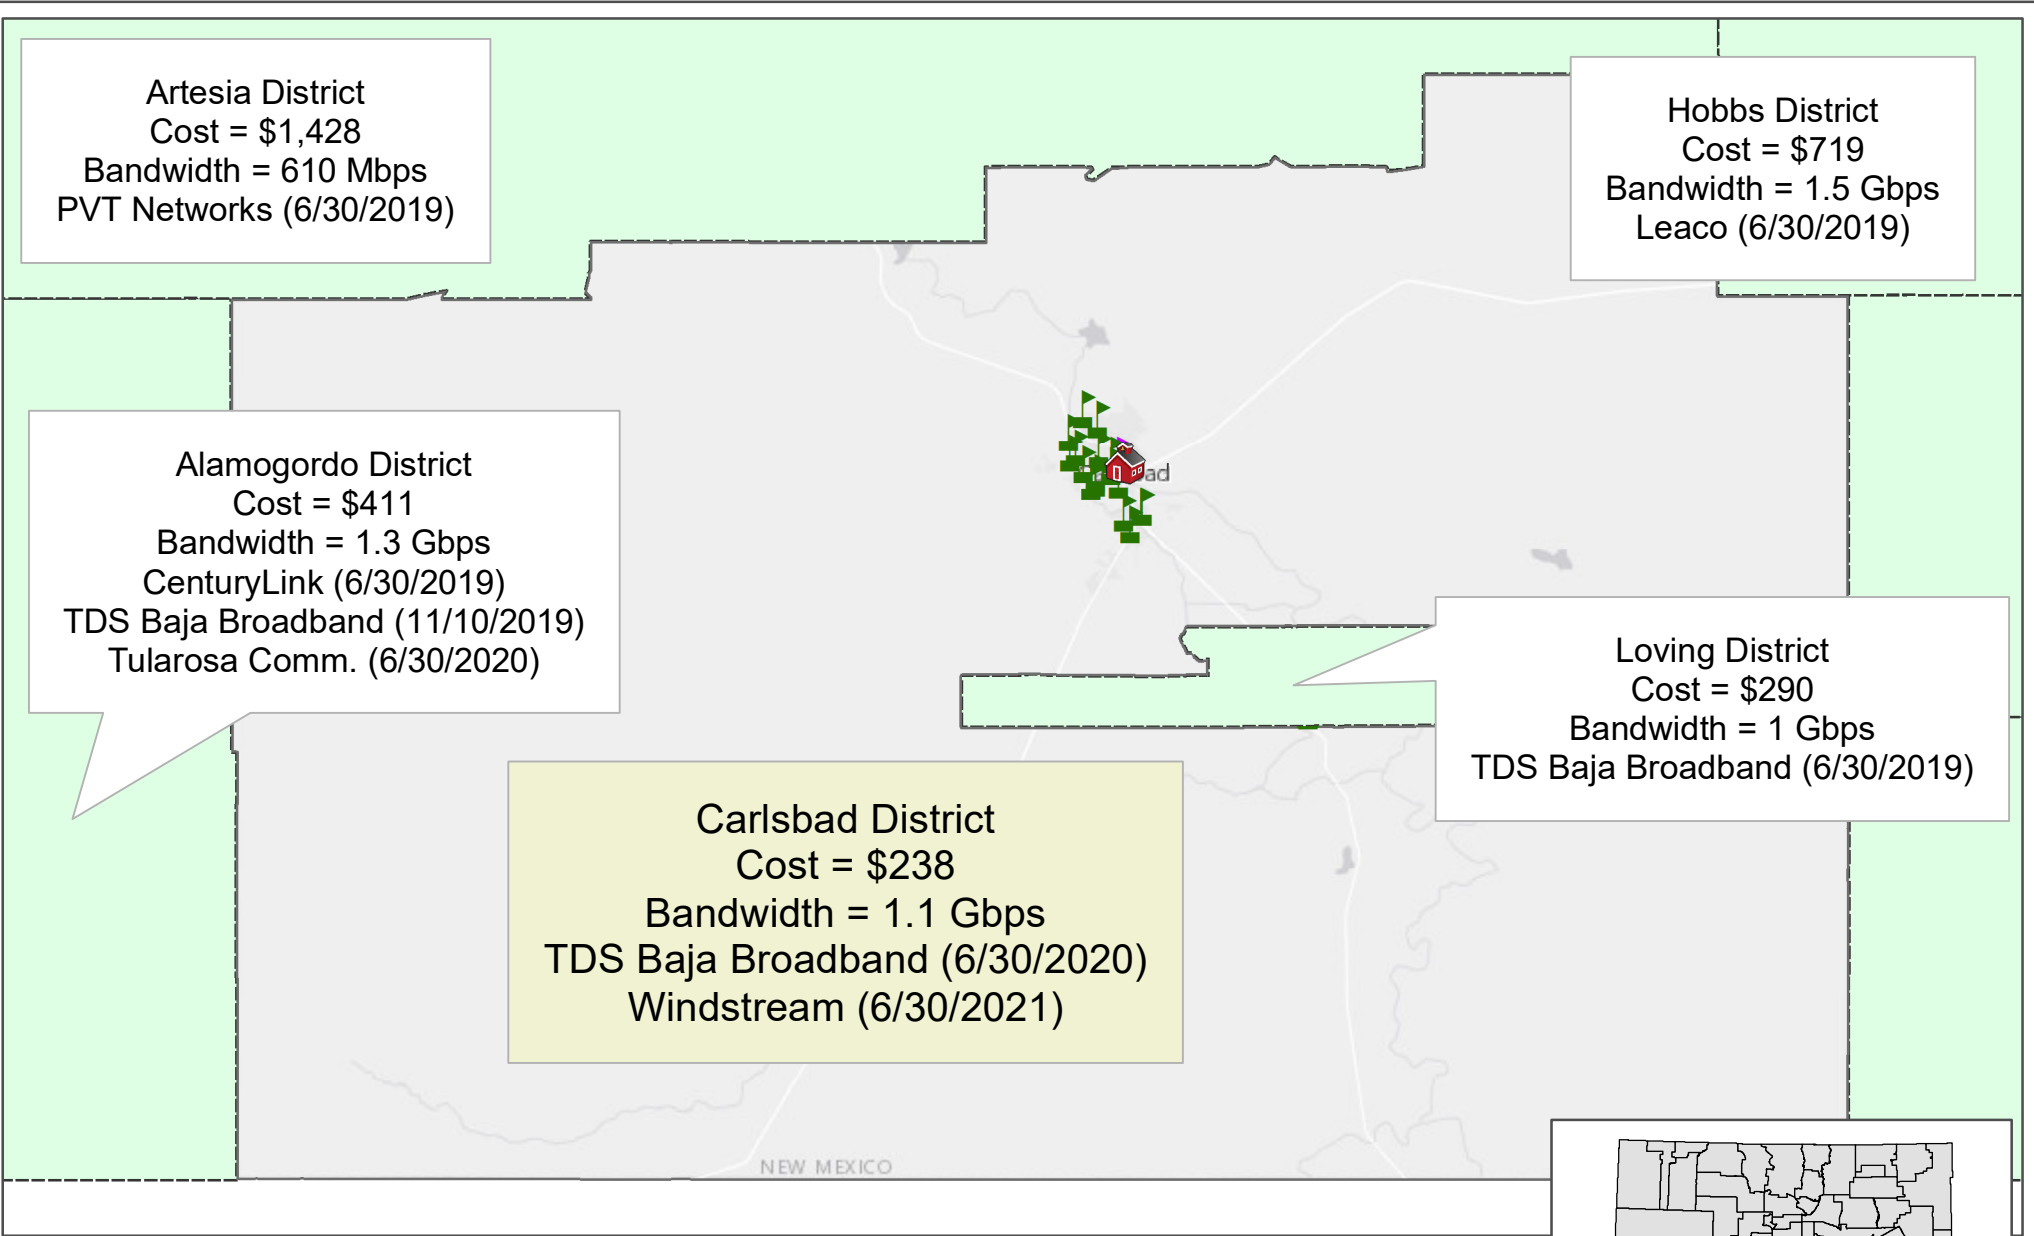 Artesia District
Cost = $1,428
Bandwidth = 610 Mbps
PVT Networks (6/30/2019)
Hobbs District
Cost = $719
Bandwidth = 1.5 Gbps
Leaco (6/30/2019)
Alamogordo District
Cost = $411
Bandwidth = 1.3 Gbps
CenturyLink (6/30/2019)
TDS Baja Broadband (11/10/2019)
Tularosa Comm. (6/30/2020)
Loving District
Cost = $290
Bandwidth = 1 Gbps
TDS Baja Broadband (6/30/2019)
Carlsbad District
Cost = $238
Bandwidth = 1.1 Gbps
TDS Baja Broadband (6/30/2020)
Windstream (6/30/2021)
NEW MEXICO